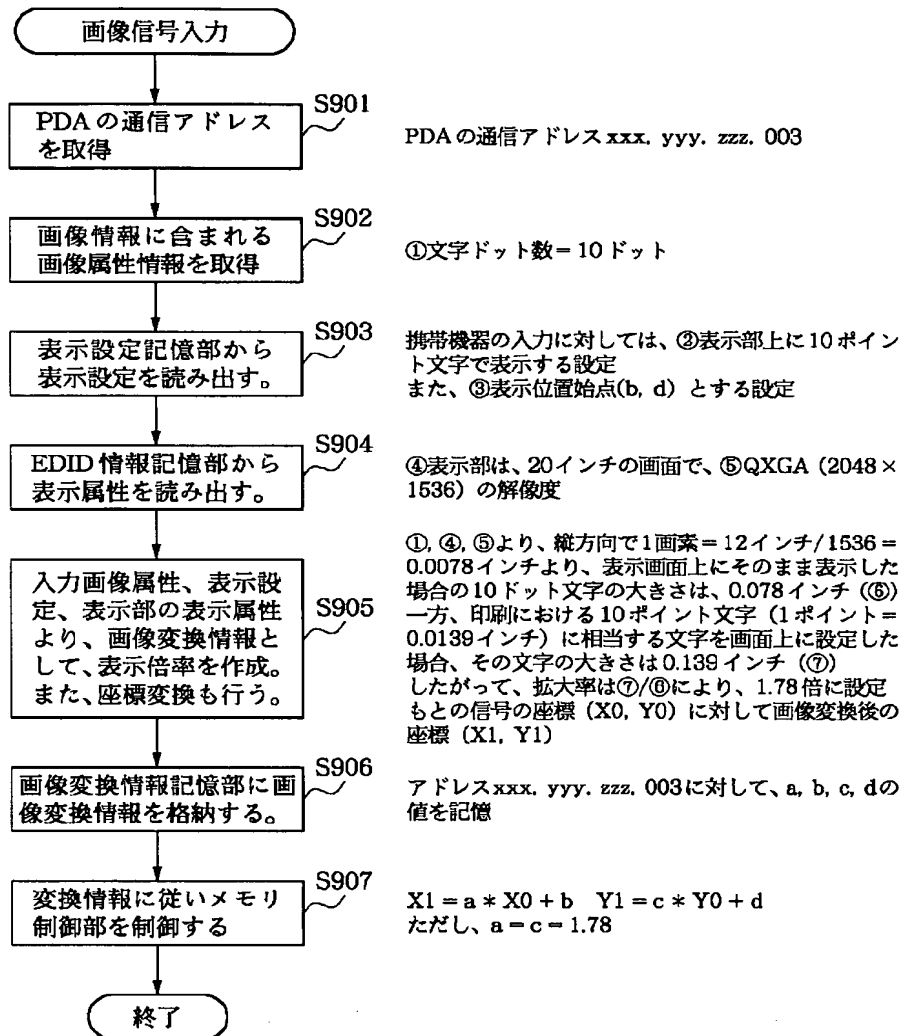 画像信号入力
S901
PDAの通信アドレス
を取得
PDAの通信アドレスxxx. yyy. zzz. 003
S902
画像情報に含まれる
画像属性情報を取得
①文字ドット数=10ドット
S903
表示設定記憶部から
表示設定を読み出す。
携帯機器の入力に対しては、②表示部上に10ポイン
ト文字で表示する設定
また、③表示位置始点(b, d) とする設定
S904
EDID情報記憶部から
表示属性を読み出す。
④表示部は、20インチの画面で、⑤QXGA (2048×
1536) の解像度
S905
入力画像属性、表示設
定、表示部の表示属性
より、画像変換情報と
して、表示倍率を作成。
また、座標変換も行う。
①, ④, ⑤より、縦方向で1画素=12インチ/1536=
0.0078インチより、表示画面上にそのまま表示した
場合の10ドット文字の大きさは、0.078インチ (⑥)
一方、印刷における10ポイント文字 (1ポイント=
0.0139インチ) に相当する文字を画面上に設定した
場合、その文字の大きさは0.139インチ (⑦)
したがって、拡大率は⑦/⑥により、1.78倍に設定
もとの信号の座標 (X0, Y0) に対して画像変換後の
座標 (X1, Y1)
S906
画像変換情報記憶部に画
像変換情報を格納する。
アドレスxxx. yyy. zzz. 003に対して、a, b, c, dの
値を記憶
S907
変換情報に従いメモリ
制御部を制御する
X1=a*X0+b Y1=c*Y0+d
ただし、a=c=1.78
終了